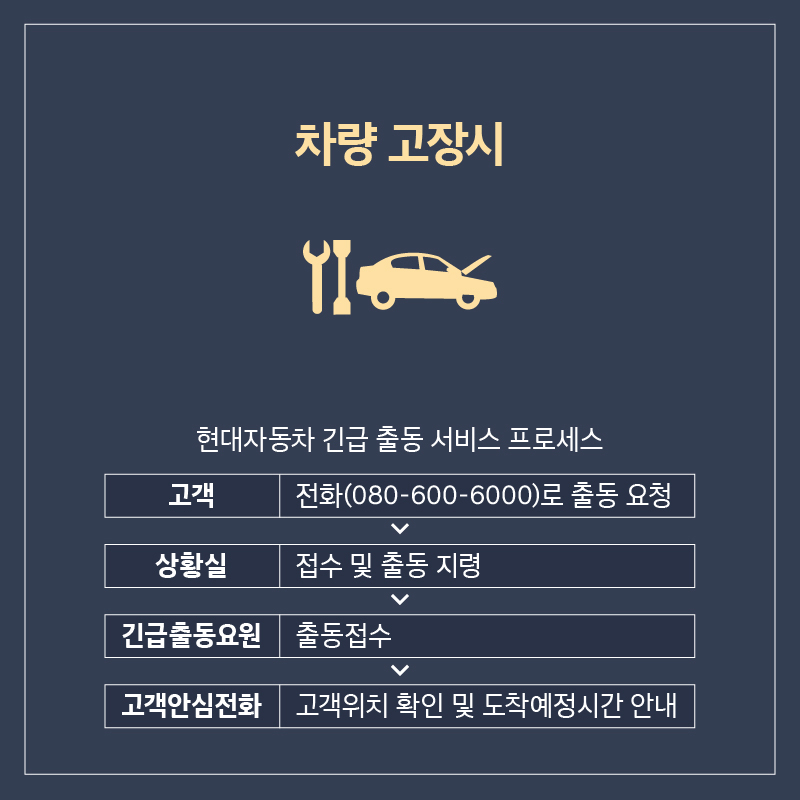 차량 고장시
현대자동차 긴급 출동 서비스 프로세스
고객 전화(080-600-6000)로 출동 요청
상황실 접수 및 출동 지령
긴급출동요원 출동접수
고객안심전화 고객위치 확인 및 도착예정시간 안내